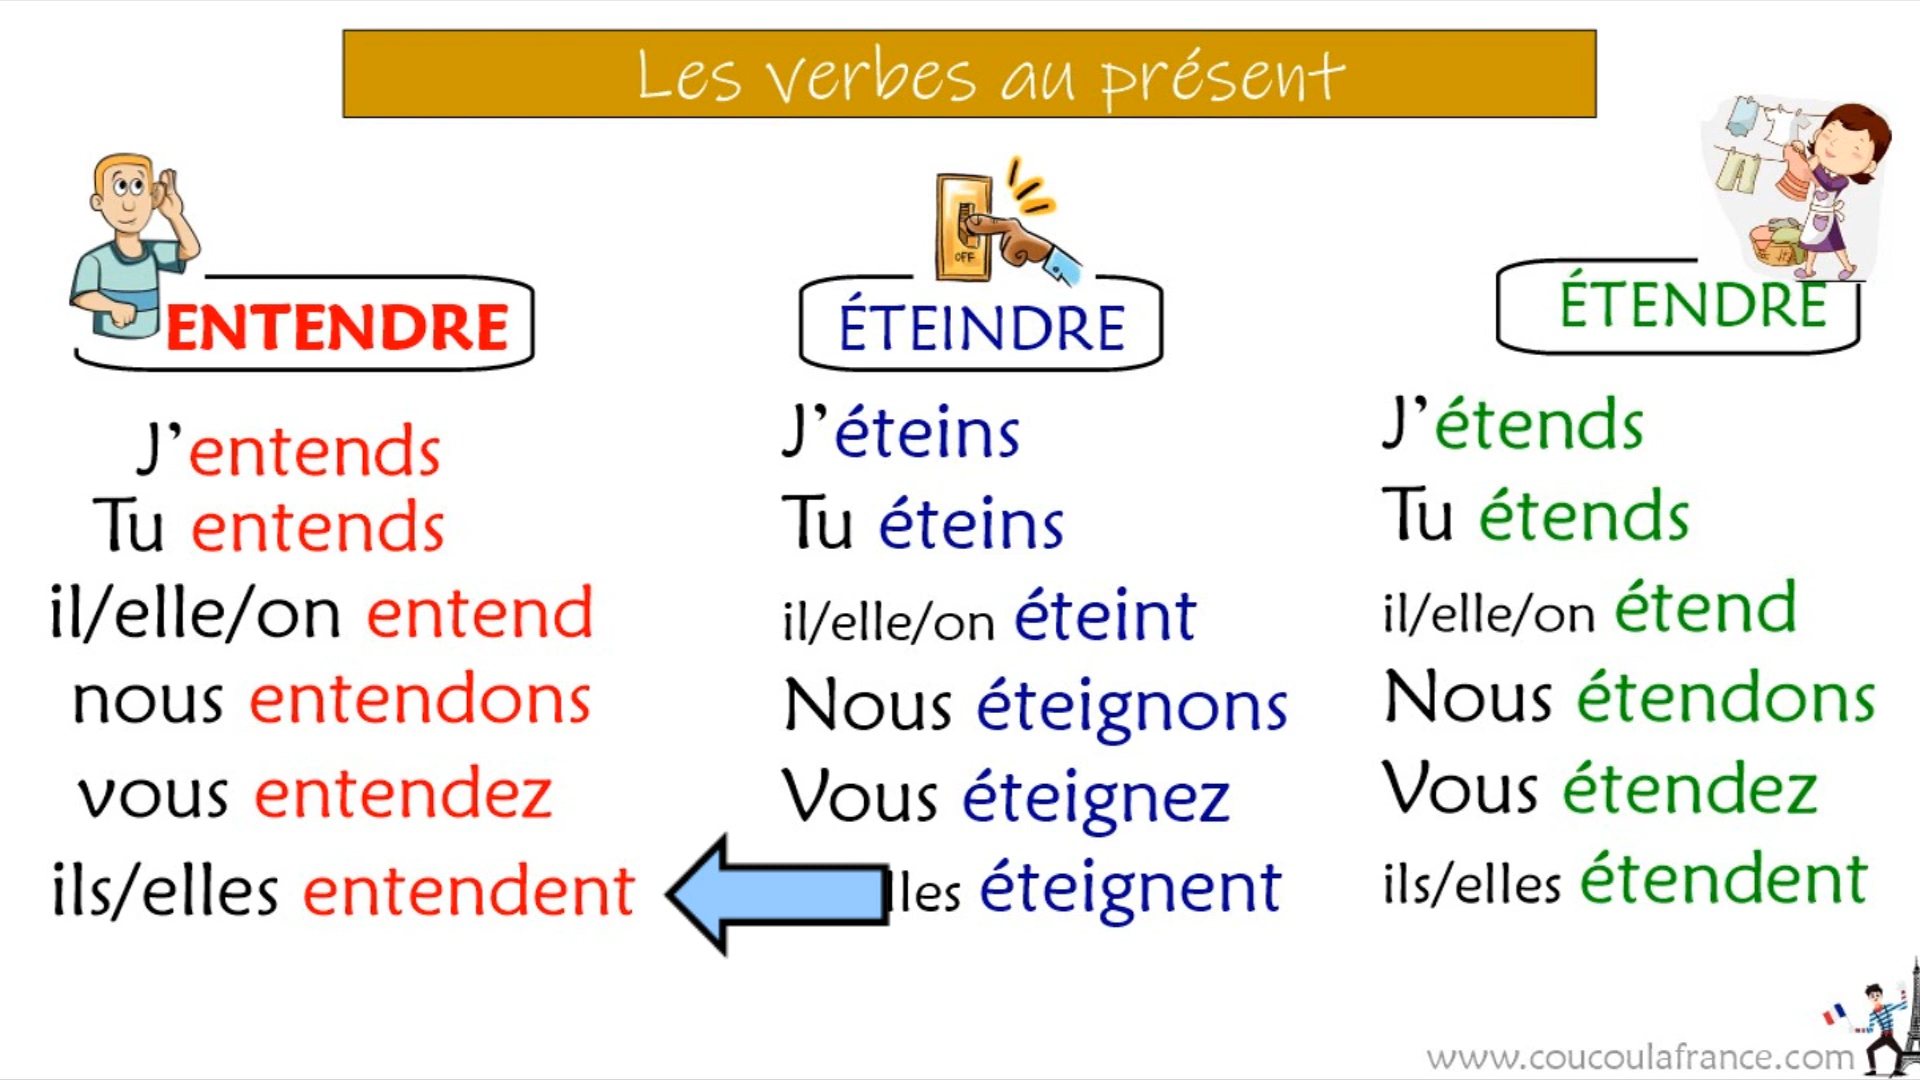 Les verbes au présent
OFF
ENTENDRE
J'entends
Tu entends
il/elle/on entend
nous entendons
vous entendez
ils/elles entendent
ÉTEINDRE
J'éteins
Tu éteins
il/elle/on éteint
Nous éteignons
Vous éteignez
éteignent
ÉTENDRE
J'étends
Tu étends
il/elle/on étend
Nous étendons
Vous étendez
ils/elles étendent
www.coucoulafrance.com